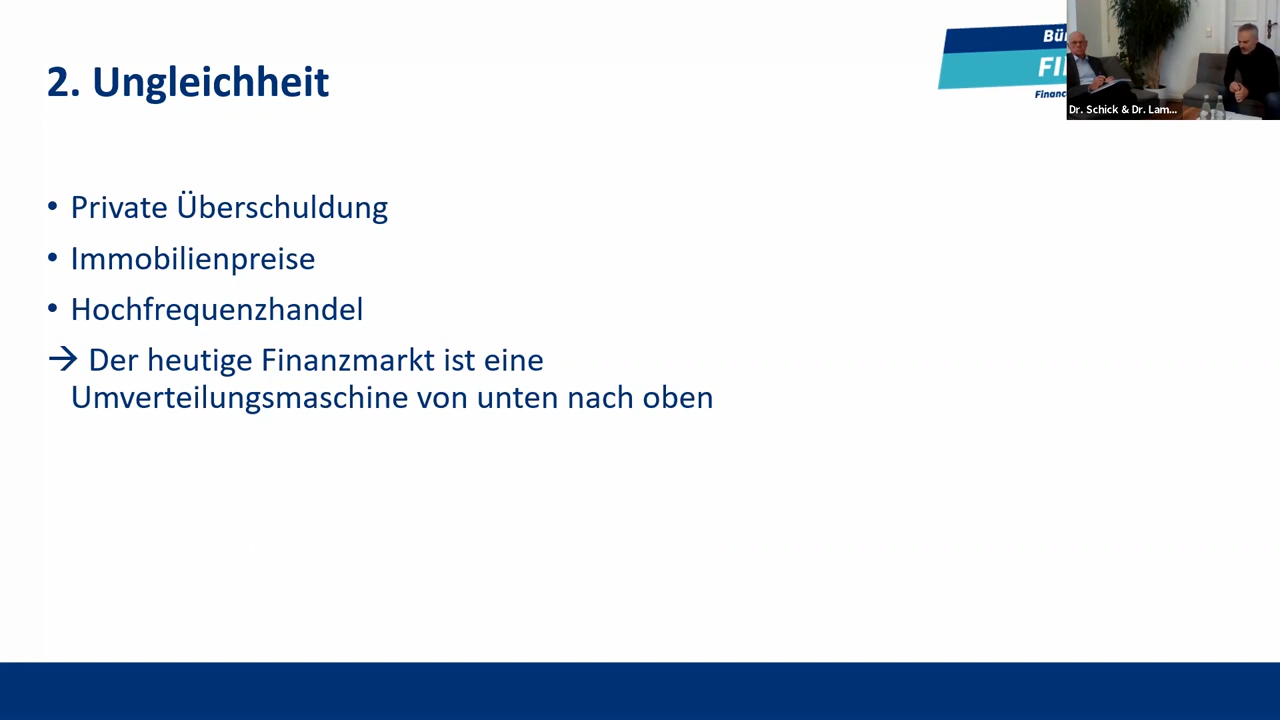 2. Ungleichheit
Dr. Schick & Dr. Lam...
• Private Überschuldung
• Immobilienpreise
• Hochfrequenzhandel
→ Der heutige Finanzmarkt ist eine
Umverteilungsmaschine von unten nach oben